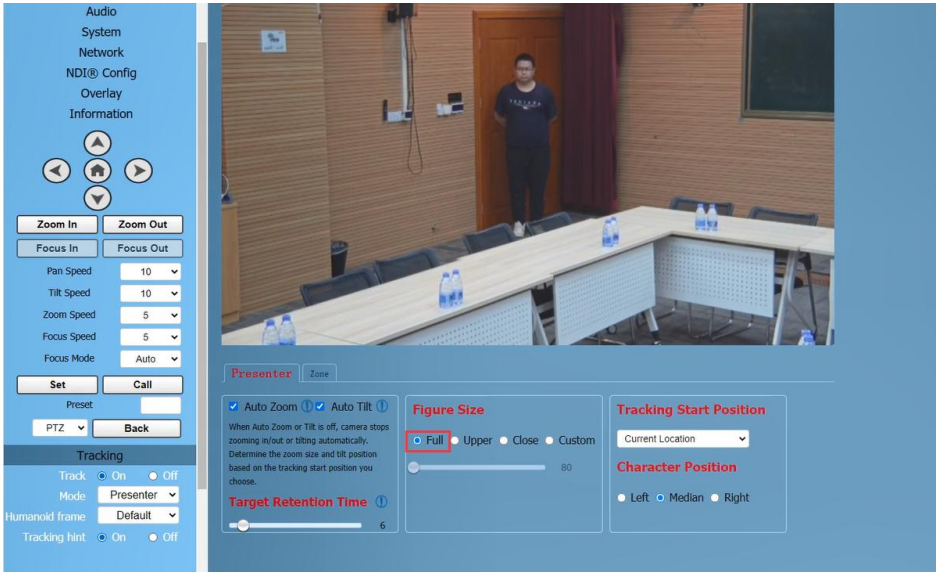 Audio
System
Network
NDI® Config
Overlay
Information
Zoom In
Zoom Out
Focus In
Focus Out
Pan Speed
10
Tilt Speed
10
Zoom Speed
5
Focus Speed
5
Focus Mode
Auto
Set
Call
Preset
PTZ
Back
Tracking
Track
On
Off
Mode
Presenter
Humanoid frame
Default
Tracking hint
On
Off
Presenter
Zone
Auto Zoom
Auto Tilt
When Auto Zoom or Tilt is off, camera stops
zooming in/out or tilting automatically.
Determine the zoom size and tilt position
based on the tracking start position you
choose.
Target Retention Time
6
Figure Size
Full
Upper
Close
Custom
80
Tracking Start Position
Current Location
Character Position
Left
Median
Right